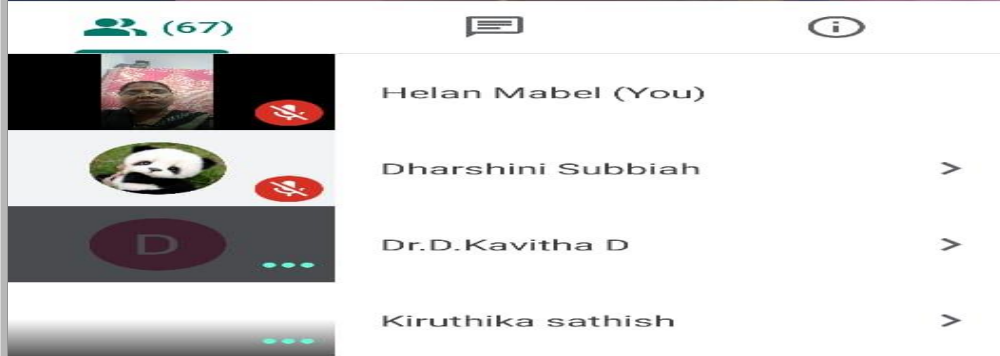 (67)
Helan Mabel (You)
Dharshini Subbiah
D
Dr.D.Kavitha D
Kiruthika sathish